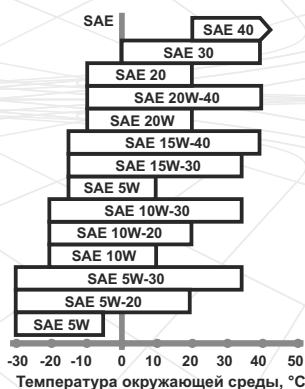 SAE
SAE 40
SAE 30
SAE 20
SAE 20W-40
SAE 20W
SAE 15W-40
SAE 15W-30
SAE 5W
SAE 10W-30
SAE 10W-20
SAE 10W
SAE 5W-30
SAE 5W-20
SAE 5W
-30 -20 -10 0 10 20 30 40 50
Температура окружающей среды, °C